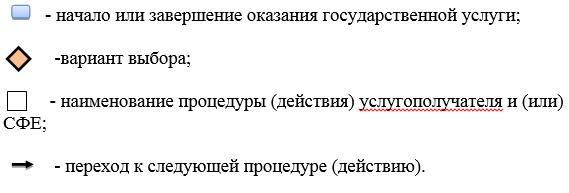 - начало или завершение оказания государственной услуги;
-вариант выбора;
- наименование процедуры (действия) услугополучателя и (или)
СФЕ;
- переход к следующей процедуре (действию).